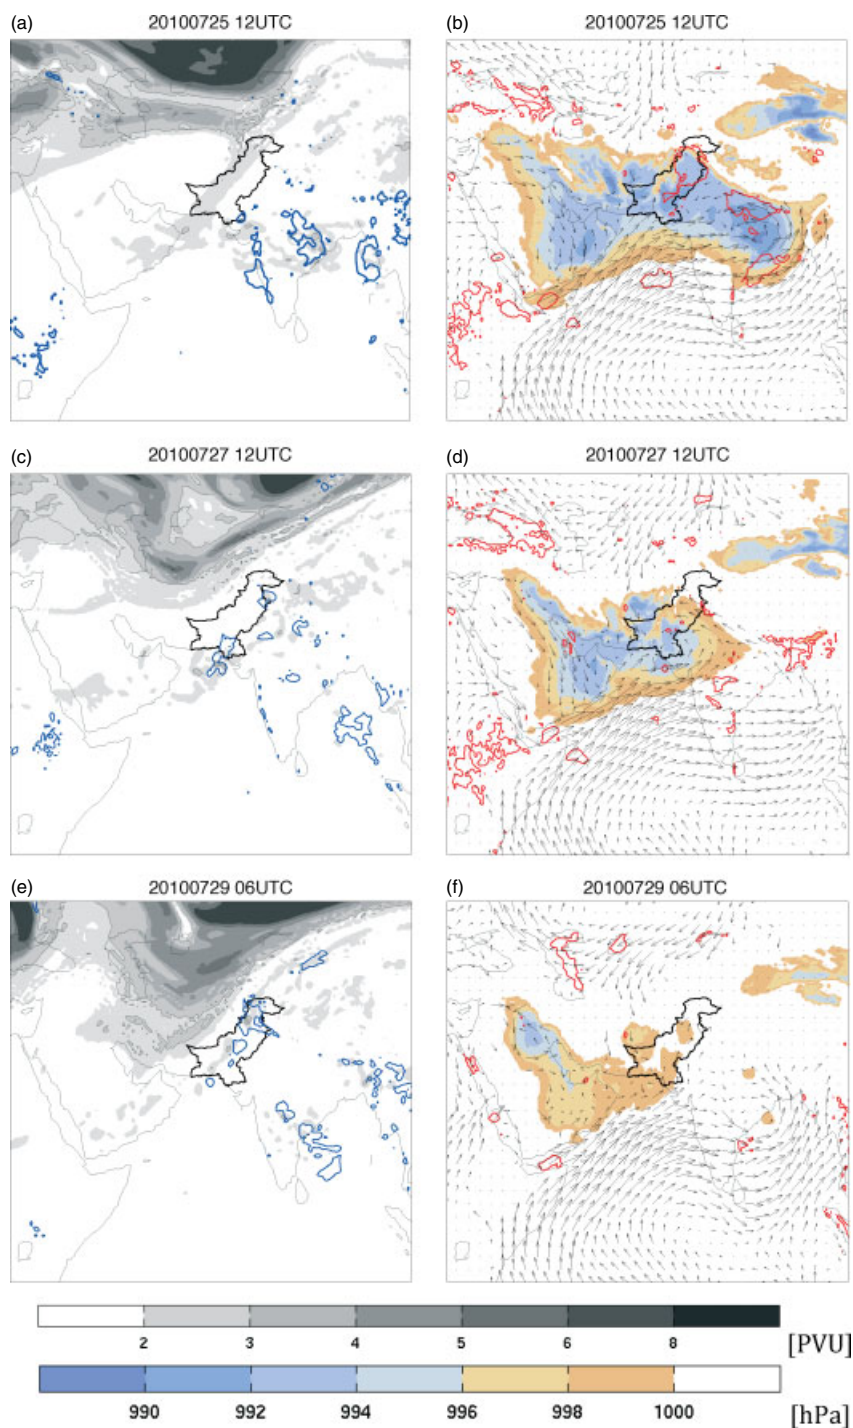 (a) 20100725 12UTC
(b) 20100725 12UTC
(c) 20100727 12UTC
(d) 20100727 12UTC
(e) 20100729 06UTC
(f) 20100729 06UTC
2 3 4 5 6 8 [PVU]
990 992 994 996 998 1000 [hPa]